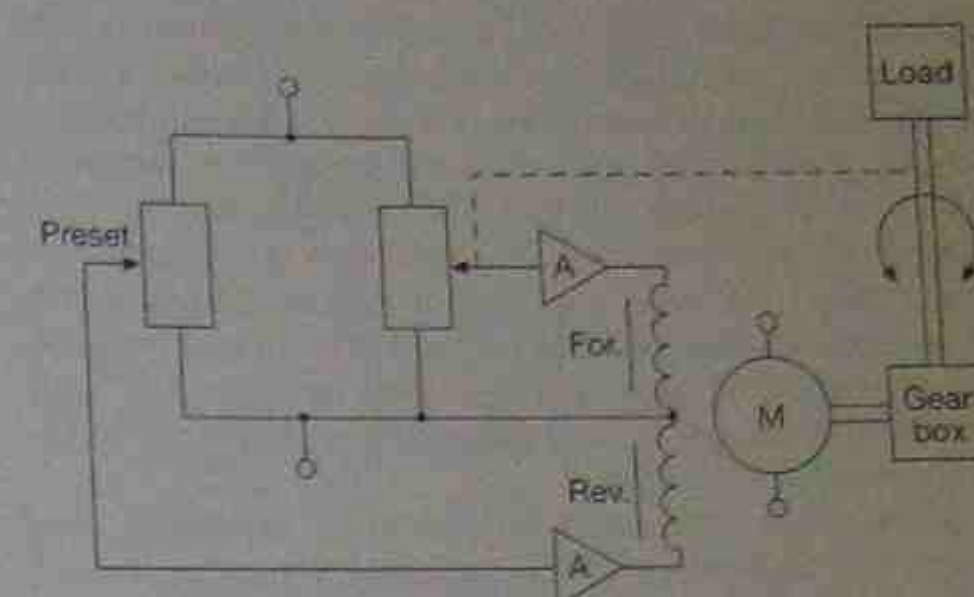 Load
Preset
A
For.
M
Gear
box
Rev.
A